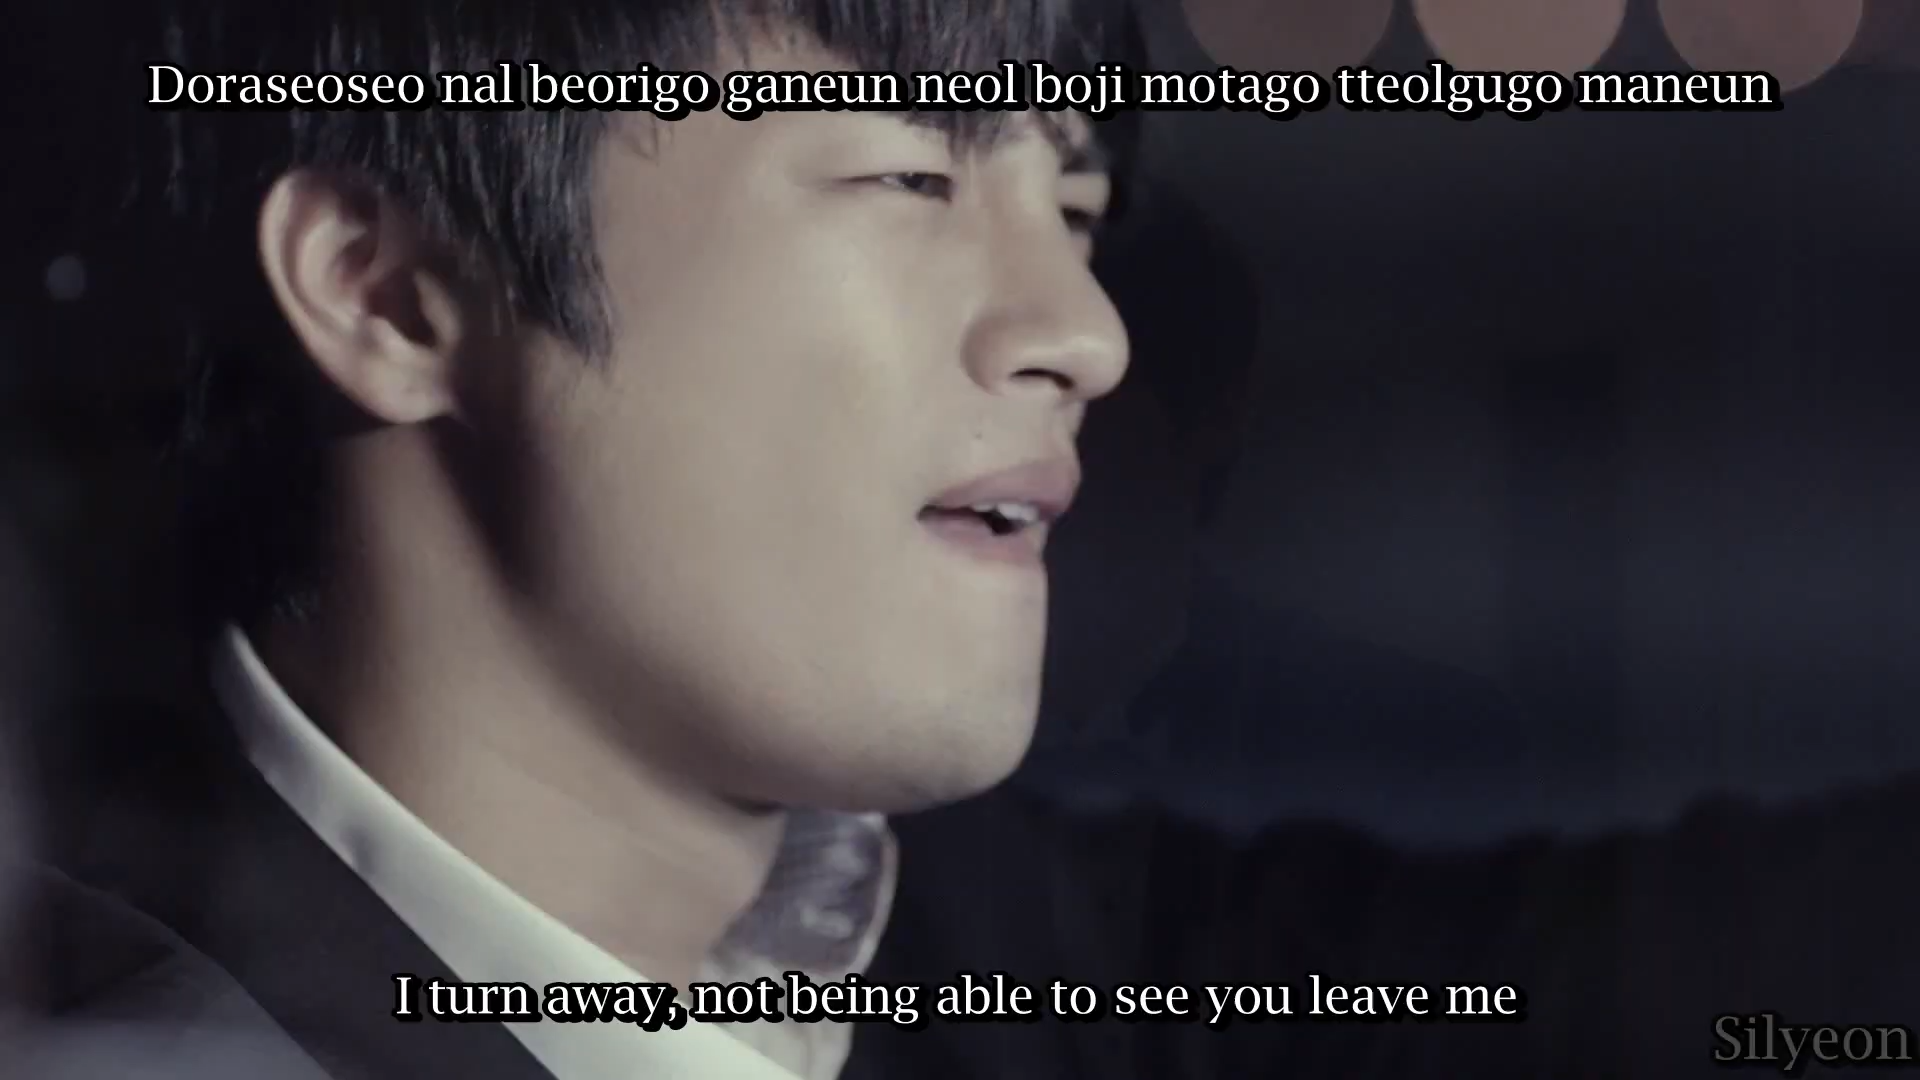 Doraseoseo nal beorigo ganeun neol boji motago tteolgugo maneun
I turn away, not being able to see you leave me
Silyeon